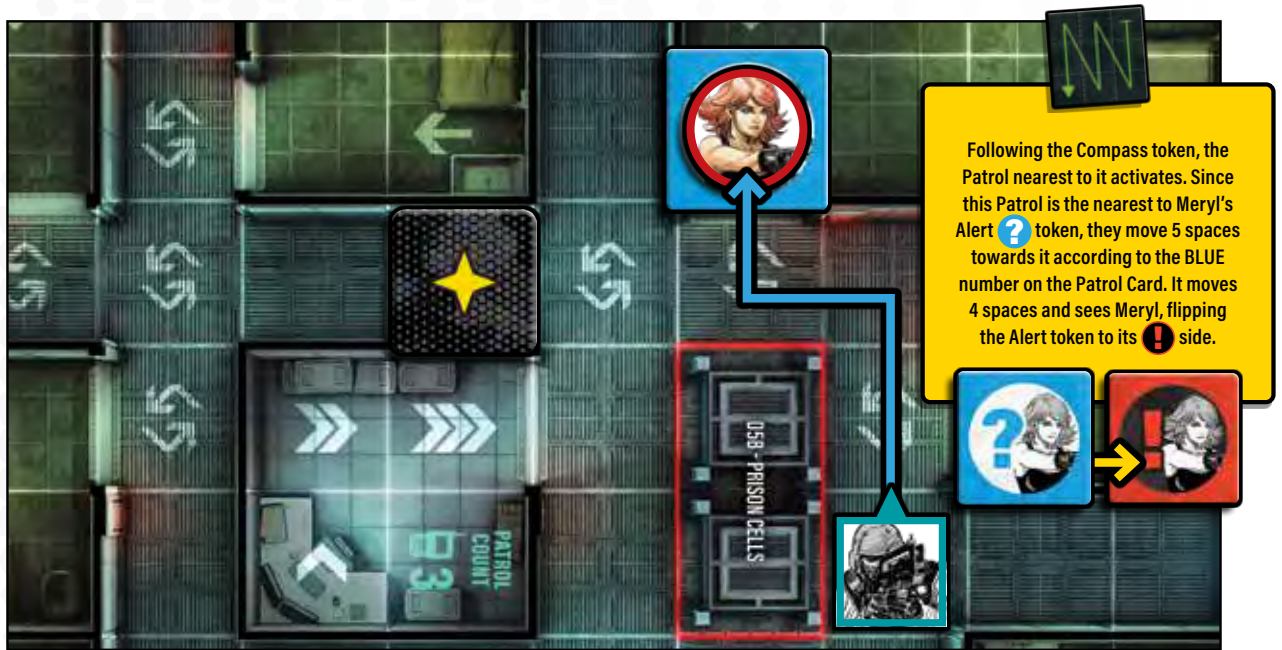 Following the Compass token, the
Patrol nearest to it activates. Since
this Patrol is the nearest to Meryl's
Alert ? token, they move 5 spaces
towards it according to the BLUE
number on the Patrol Card. It moves
4 spaces and sees Meryl, flipping
the Alert token to its ! side.
? !
05B - PRISON CELLS
PATROL
COUNT
3